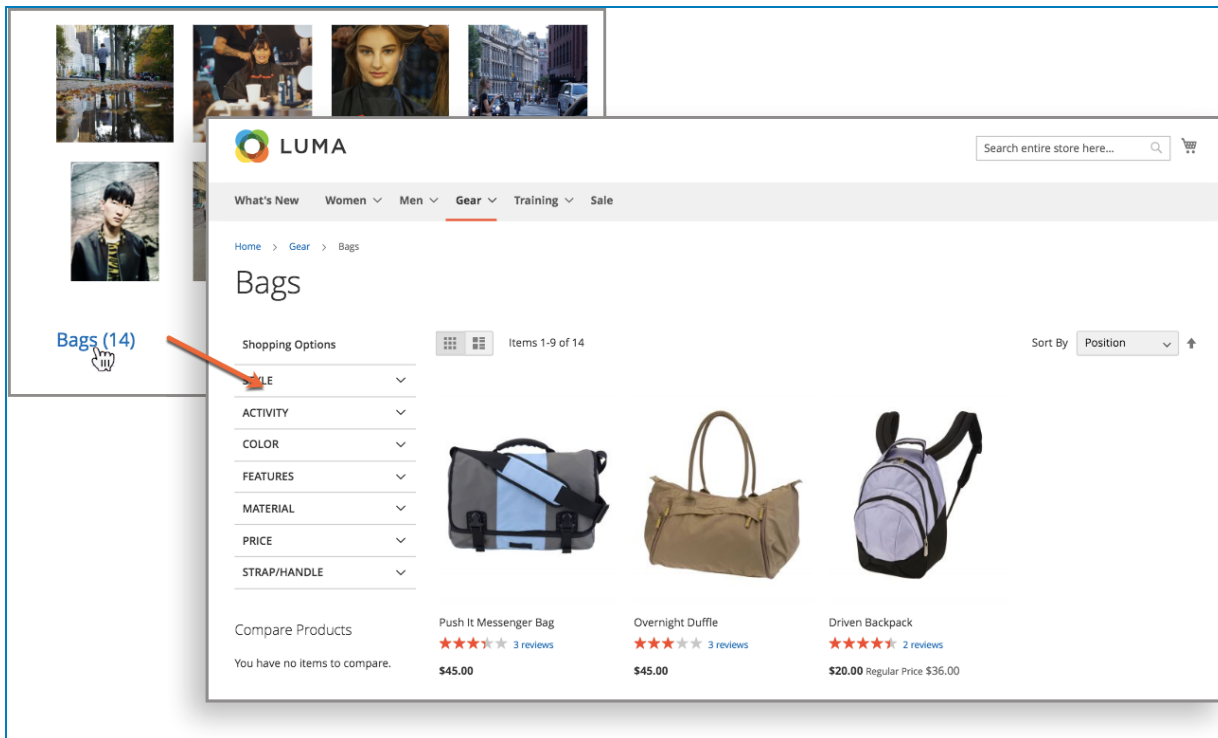 Bags (14)
LUMA
Search entire store here...
What's New Women Men Gear Training Sale
Home > Gear > Bags
Bags
Shopping Options
Items 1-9 of 14
Sort By Position
STYLE
ACTIVITY
COLOR
FEATURES
MATERIAL
PRICE
STRAP/HANDLE
Compare Products
You have no items to compare.
Push It Messenger Bag
3 reviews
$45.00
Overnight Duffle
3 reviews
$45.00
Driven Backpack
2 reviews
$20.00 Regular Price $36.00